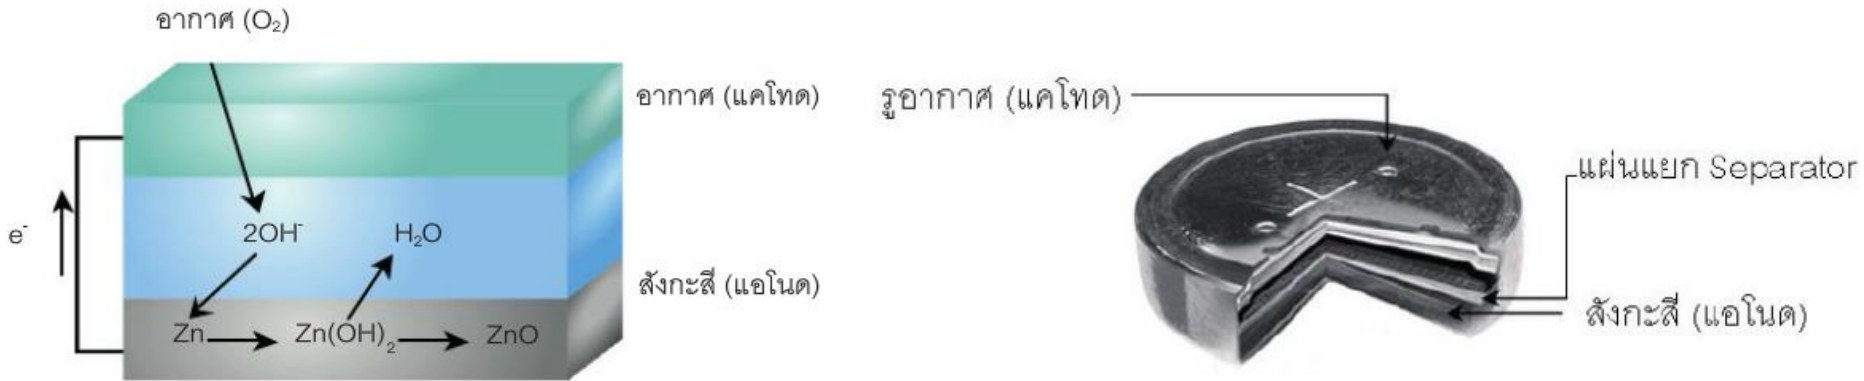 อากาศ (O₂)
อากาศ (แคโทด)
e⁻
2OH⁻
H₂O
สังกะสี (แอโนด)
Zn
Zn(OH)₂
ZnO
รูอากาศ (แคโทด)
แผ่นแยก Separator
สังกะสี (แอโนด)